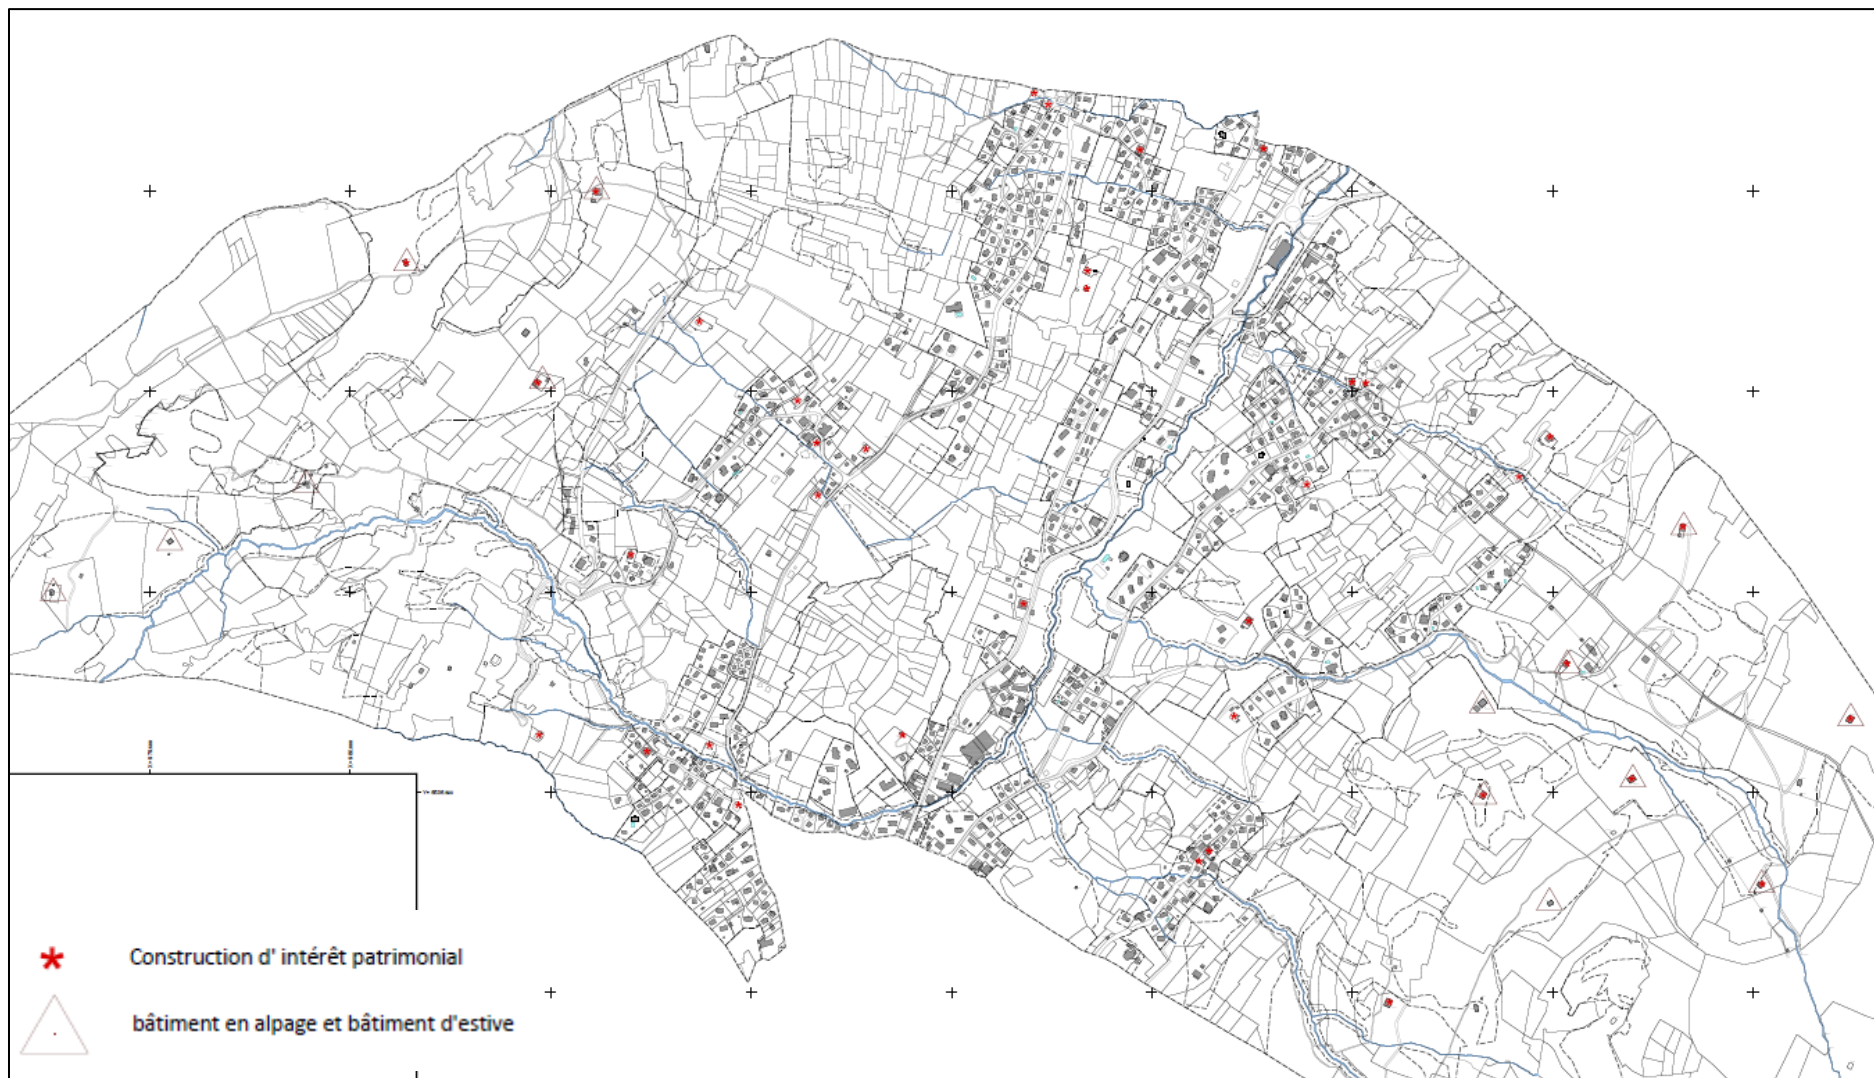 Construction d' intérêt patrimonial
bâtiment en alpage et bâtiment d'estive